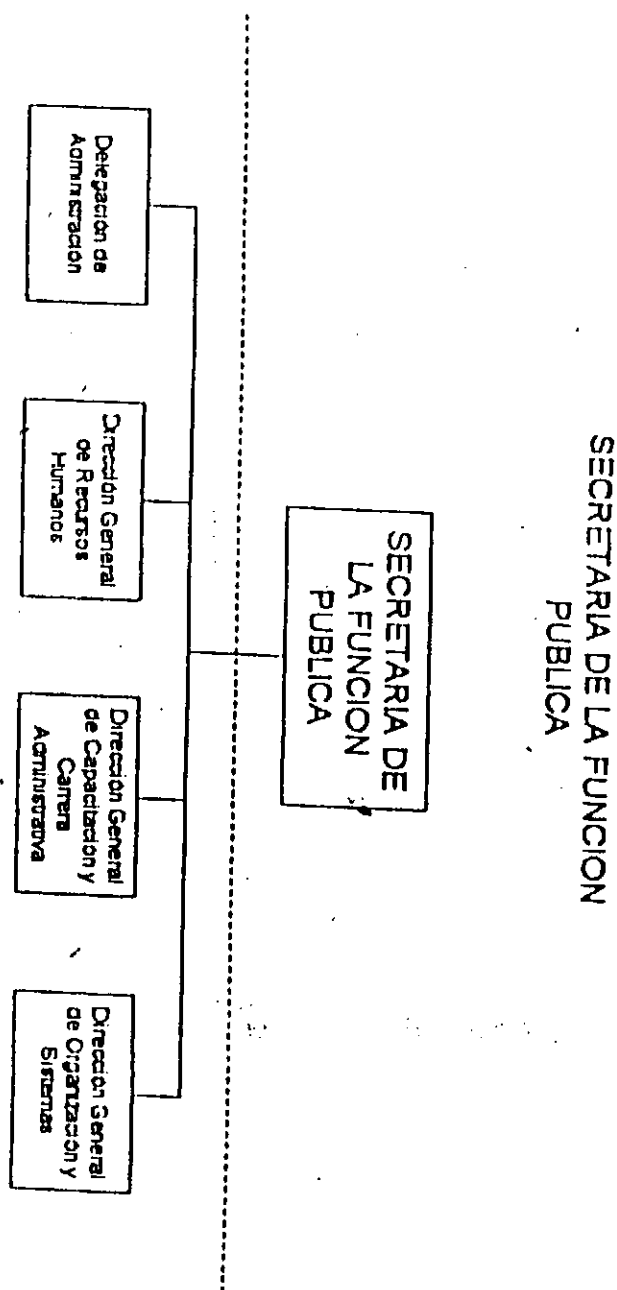 SECRETARIA DE LA FUNCION
PUBLICA
SECRETARIA DE
LA FUNCION
PUBLICA
Delegación de
Administración
Dirección General
de Recursos
Humanos
Dirección General
de Capacitación y
Carrera
Administrativa
Dirección General
de Organización y
Sistemas